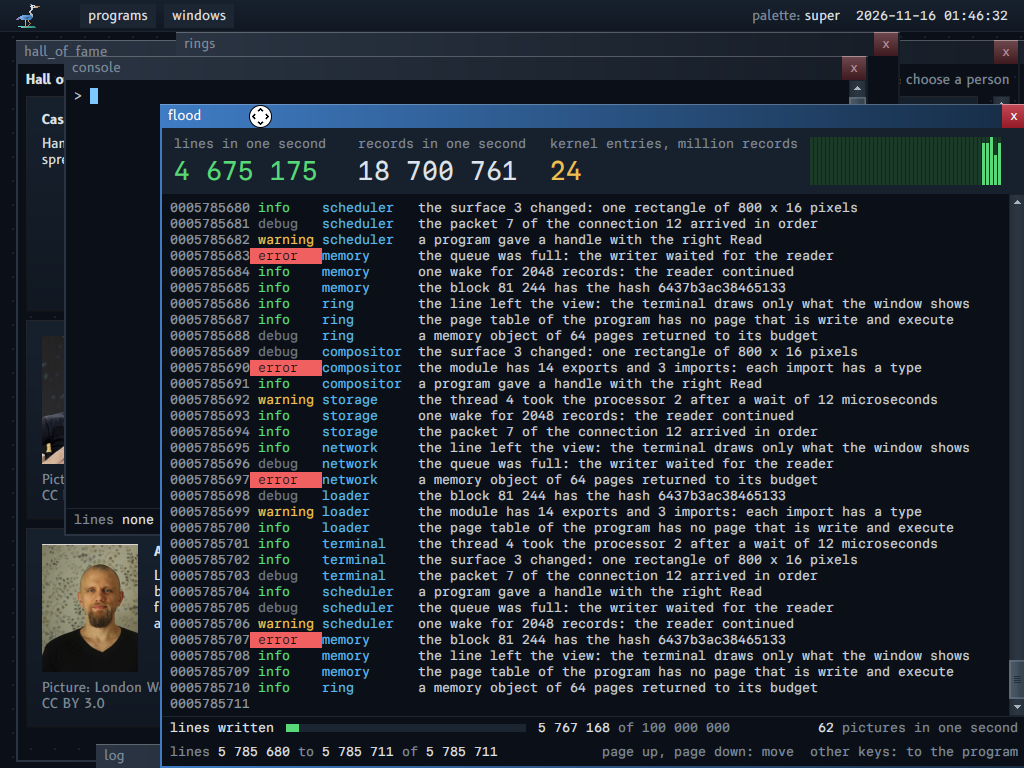 programs windows palette: super 2026-11-16 01:46:32
rings x
hall_of_fame x
console x
Hall o choose a person
>
flood x
Cas
Han
spre
lines in one second records in one second kernel entries, million records
4 675 175 18 700 761 24
0005785680 info scheduler the surface 3 changed: one rectangle of 800 x 16 pixels
0005785681 debug scheduler the packet 7 of the connection 12 arrived in order
0005785682 warning scheduler a program gave a handle with the right Read
0005785683 error memory the queue was full: the writer waited for the reader
0005785684 info memory one wake for 2048 records: the reader continued
0005785685 info memory the block 81 244 has the hash 6437b3ac38465133
0005785686 info ring the line left the view: the terminal draws only what the window shows
0005785687 info ring the page table of the program has no page that is write and execute
0005785688 debug ring a memory object of 64 pages returned to its budget
0005785689 debug compositor the surface 3 changed: one rectangle of 800 x 16 pixels
0005785690 error compositor the module has 14 exports and 3 imports: each import has a type
0005785691 info compositor a program gave a handle with the right Read
0005785692 warning storage the thread 4 took the processor 2 after a wait of 12 microseconds
0005785693 info storage one wake for 2048 records: the reader continued
0005785694 info storage the packet 7 of the connection 12 arrived in order
0005785695 info network the line left the view: the terminal draws only what the window shows
0005785696 debug network the queue was full: the writer waited for the reader
0005785697 error network a memory object of 64 pages returned to its budget
0005785698 debug loader the block 81 244 has the hash 6437b3ac38465133
0005785699 warning loader the module has 14 exports and 3 imports: each import has a type
0005785700 info loader the page table of the program has no page that is write and execute
0005785701 info terminal the thread 4 took the processor 2 after a wait of 12 microseconds
0005785702 info terminal the surface 3 changed: one rectangle of 800 x 16 pixels
0005785703 debug terminal the packet 7 of the connection 12 arrived in order
0005785704 info scheduler a program gave a handle with the right Read
0005785705 debug scheduler the queue was full: the writer waited for the reader
0005785706 warning scheduler one wake for 2048 records: the reader continued
0005785707 error memory the block 81 244 has the hash 6437b3ac38465133
0005785708 info memory the line left the view: the terminal draws only what the window shows
0005785709 info memory the page table of the program has no page that is write and execute
0005785710 info ring a memory object of 64 pages returned to its budget
0005785711
Pict
CC
lines none
A
L
b
f
a
Picture: London We
CC BY 3.0
log
lines written 5 767 168 of 100 000 000 62 pictures in one second
lines 5 785 680 to 5 785 711 of 5 785 711 page up, page down: move other keys: to the program